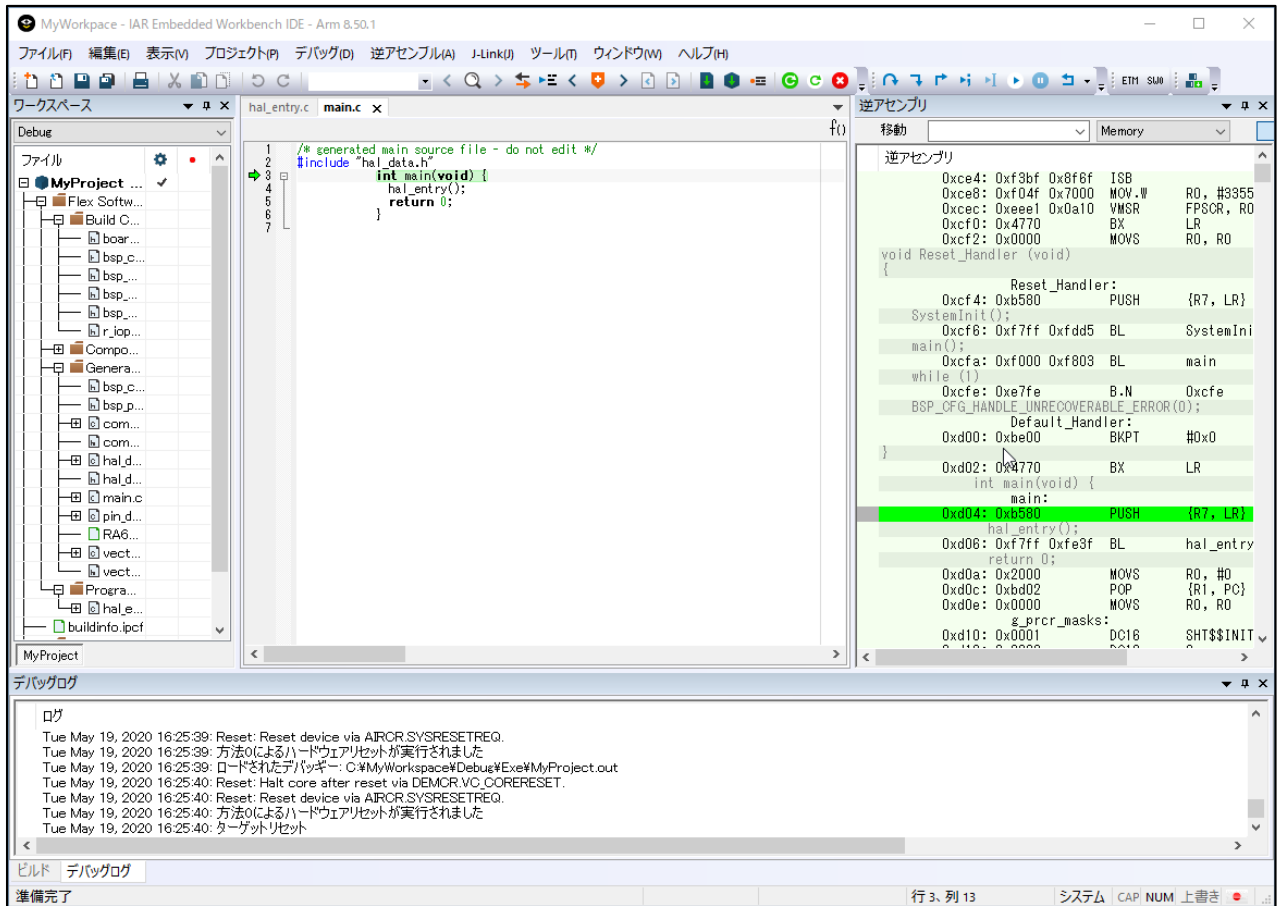 MyWorkpace - IAR Embedded Workbench IDE - Arm 8.50.1
ファイル(F) 編集(E) 表示(V) プロジェクト(P) デバッグ(D) 逆アセンブル(A) J-Link(J) ツール(T) ウィンドウ(W) ヘルプ(H)
ETM SWO
ワークスペース
Debug
ファイル
MyProject ...
Flex Softw...
Build C...
boar...
bsp_c...
bsp_...
bsp_...
bsp_...
r_iop...
Compo...
Genera...
bsp_c...
bsp_p...
com...
com...
hal_d...
hal_d...
main.c
pin_d...
RA6...
vect...
vect...
Progra...
hal_e...
buildinfo.ipcf
MyProject
hal_entry.c main.c
f()
1 /* generated main source file - do not edit */
2 #include "hal_data.h"
3 int main(void) {
4 hal_entry();
5 return 0;
6 }
7
逆アセンブリ
移動 Memory
逆アセンブリ
0xce4: 0xf3bf 0x8f6f ISB
0xce8: 0xf04f 0x7000 MOV.W R0, #3355
0xcec: 0xeee1 0x0a10 VMSR FPSCR, R0
0xcf0: 0x4770 BX LR
0xcf2: 0x0000 MOVS R0, R0
void Reset_Handler (void)
{
Reset_Handler:
0xcf4: 0xb580 PUSH {R7, LR}
SystemInit();
0xcf6: 0xf7ff 0xfdd5 BL SystemIni
main();
0xcfa: 0xf000 0xf803 BL main
while (1)
0xcfe: 0xe7fe B.N 0xcfe
BSP_CFG_HANDLE_UNRECOVERABLE_ERROR(0);
Default_Handler:
0xd00: 0xbe00 BKPT #0x0
}
0xd02: 0x4770 BX LR
int main(void) {
main:
0xd04: 0xb580 PUSH {R7, LR}
hal_entry();
0xd06: 0xf7ff 0xfe3f BL hal_entry
return 0;
0xd0a: 0x2000 MOVS R0, #0
0xd0c: 0xbd02 POP {R1, PC}
0xd0e: 0x0000 MOVS R0, R0
g_prcr_masks:
0xd10: 0x0001 DC16 SHT$$INIT
デバッグログ
ログ
Tue May 19, 2020 16:25:39: Reset: Reset device via AIRCR.SYSRESETREQ.
Tue May 19, 2020 16:25:39: 方法0によるハードウェアリセットが実行されました
Tue May 19, 2020 16:25:39: ロードされたデバッギー: C:¥MyWorkspace¥Debug¥Exe¥MyProject.out
Tue May 19, 2020 16:25:40: Reset: Halt core after reset via DEMCR.VC_CORERESET.
Tue May 19, 2020 16:25:40: Reset: Reset device via AIRCR.SYSRESETREQ.
Tue May 19, 2020 16:25:40: 方法0によるハードウェアリセットが実行されました
Tue May 19, 2020 16:25:40: ターゲットリセット
ビルド デバッグログ
準備完了 行 3、列 13 システム CAP NUM 上書き